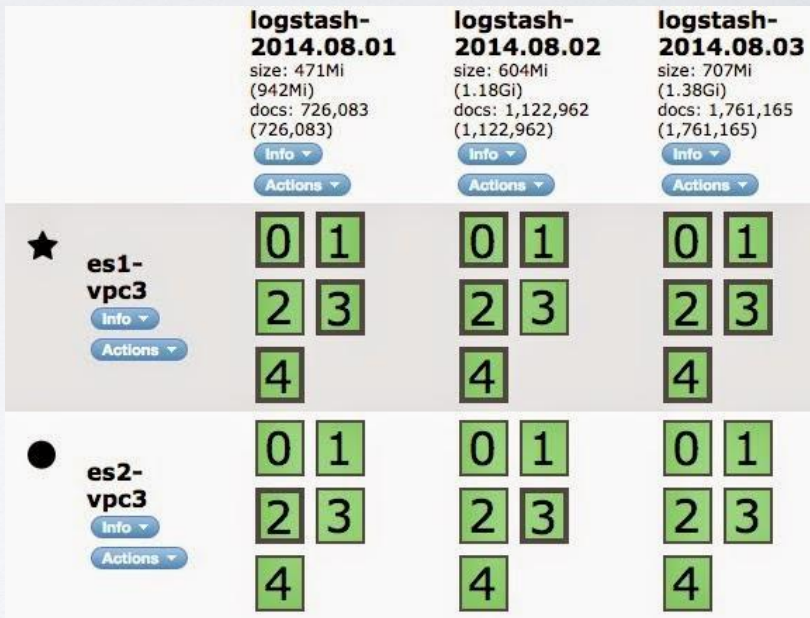 logstash-
2014.08.01
size: 471Mi
(942Mi)
docs: 726,083
(726,083)
Info
Actions
logstash-
2014.08.02
size: 604Mi
(1.18Gi)
docs: 1,122,962
(1,122,962)
Info
Actions
logstash-
2014.08.03
size: 707Mi
(1.38Gi)
docs: 1,761,165
(1,761,165)
Info
Actions
es1-
vpc3
Info
Actions
0 1
2 3
4
0 1
2 3
4
0 1
2 3
4
es2-
vpc3
Info
Actions
0 1
2 3
4
0 1
2 3
4
0 1
2 3
4